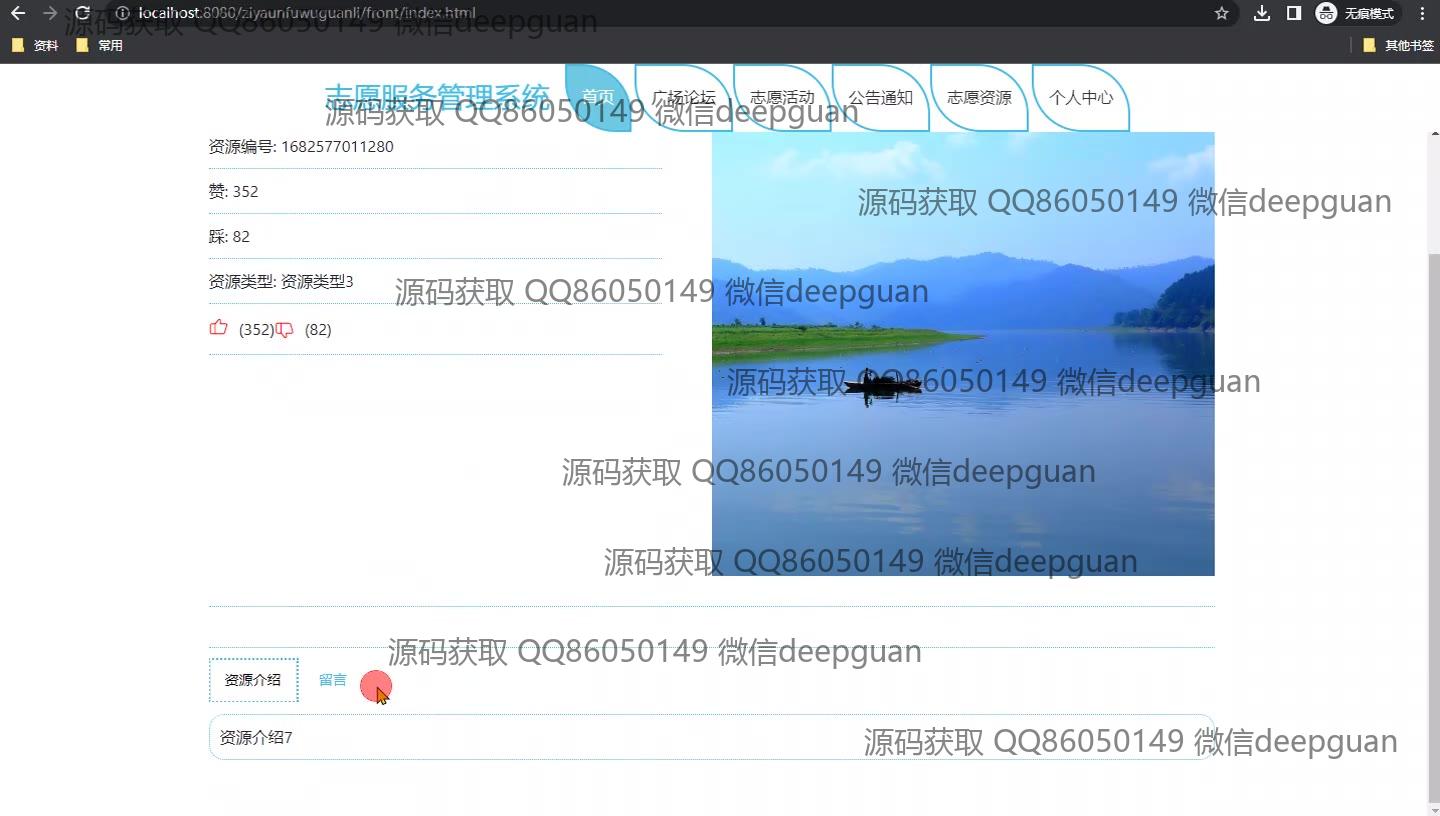 localhost:8080/ziyaunfuwuguanli/front/index.html
无痕模式
资料 常用 其他书签
源码获取 QQ86050149 微信deepguan
志愿服务管理系统 首页 广场论坛 志愿活动 公告通知 志愿资源 个人中心
源码获取 QQ86050149 微信deepguan
资源编号: 1682577011280
赞: 352
源码获取 QQ86050149 微信deepguan
踩: 82
资源类型: 资源类型3
源码获取 QQ86050149 微信deepguan
(352) (82)
源码获取 QQ86050149 微信deepguan
源码获取 QQ86050149 微信deepguan
源码获取 QQ86050149 微信deepguan
源码获取 QQ86050149 微信deepguan
资源介绍 留言
资源介绍7
源码获取 QQ86050149 微信deepguan